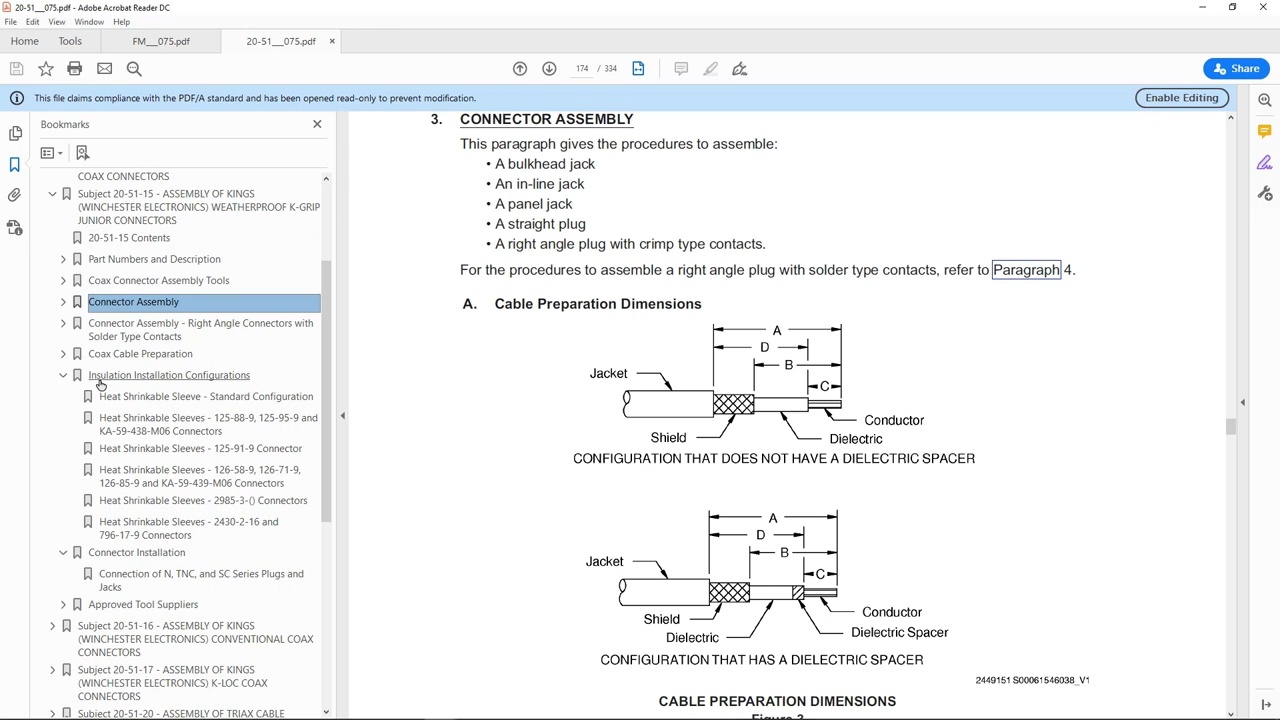 20-51__075.pdf - Adobe Acrobat Reader DC
File Edit View Window Help
Home Tools FM__075.pdf 20-51__075.pdf ×
174 / 334
Share
This file claims compliance with the PDF/A standard and has been opened read-only to prevent modification.
Enable Editing
Bookmarks
COAX CONNECTORS
Subject 20-51-15 - ASSEMBLY OF KINGS
(WINCHESTER ELECTRONICS) WEATHERPROOF K-GRIP
JUNIOR CONNECTORS
20-51-15 Contents
Part Numbers and Description
Coax Connector Assembly Tools
Connector Assembly
Connector Assembly - Right Angle Connectors with
Solder Type Contacts
Coax Cable Preparation
Insulation Installation Configurations
Heat Shrinkable Sleeve - Standard Configuration
Heat Shrinkable Sleeves - 125-88-9, 125-95-9 and
KA-59-438-M06 Connectors
Heat Shrinkable Sleeves - 125-91-9 Connector
Heat Shrinkable Sleeves - 126-58-9, 126-71-9,
126-85-9 and KA-59-439-M06 Connectors
Heat Shrinkable Sleeves - 2985-3-() Connectors
Heat Shrinkable Sleeves - 2430-2-16 and
796-17-9 Connectors
Connector Installation
Connection of N, TNC, and SC Series Plugs and
Jacks
Approved Tool Suppliers
Subject 20-51-16 - ASSEMBLY OF KINGS
(WINCHESTER ELECTRONICS) CONVENTIONAL COAX
CONNECTORS
Subject 20-51-17 - ASSEMBLY OF KINGS
(WINCHESTER ELECTRONICS) K-LOC COAX
CONNECTORS
Subject 20-51-20 - ASSEMBLY OF TRIAX CABLE
3. CONNECTOR ASSEMBLY
This paragraph gives the procedures to assemble:
• A bulkhead jack
• An in-line jack
• A panel jack
• A straight plug
• A right angle plug with crimp type contacts.
For the procedures to assemble a right angle plug with solder type contacts, refer to Paragraph 4.
A. Cable Preparation Dimensions
A
D
B
Jacket
C
Conductor
Shield
Dielectric
CONFIGURATION THAT DOES NOT HAVE A DIELECTRIC SPACER
A
D
B
Jacket
C
Conductor
Shield
Dielectric Spacer
Dielectric
CONFIGURATION THAT HAS A DIELECTRIC SPACER
2449151 S00061546038_V1
CABLE PREPARATION DIMENSIONS
Figure 3